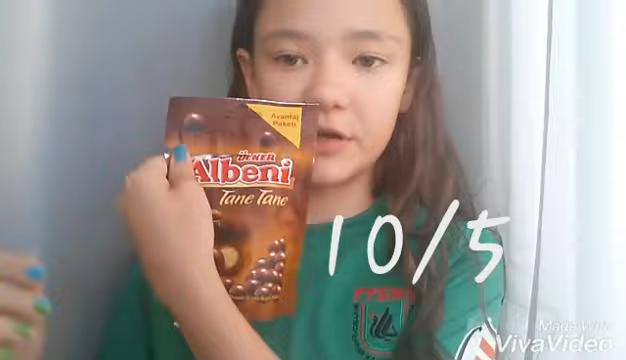 Avantaj
Paketi
ÜLKER
Albeni
Tane Tane
10/5
Made With
VivaVideo